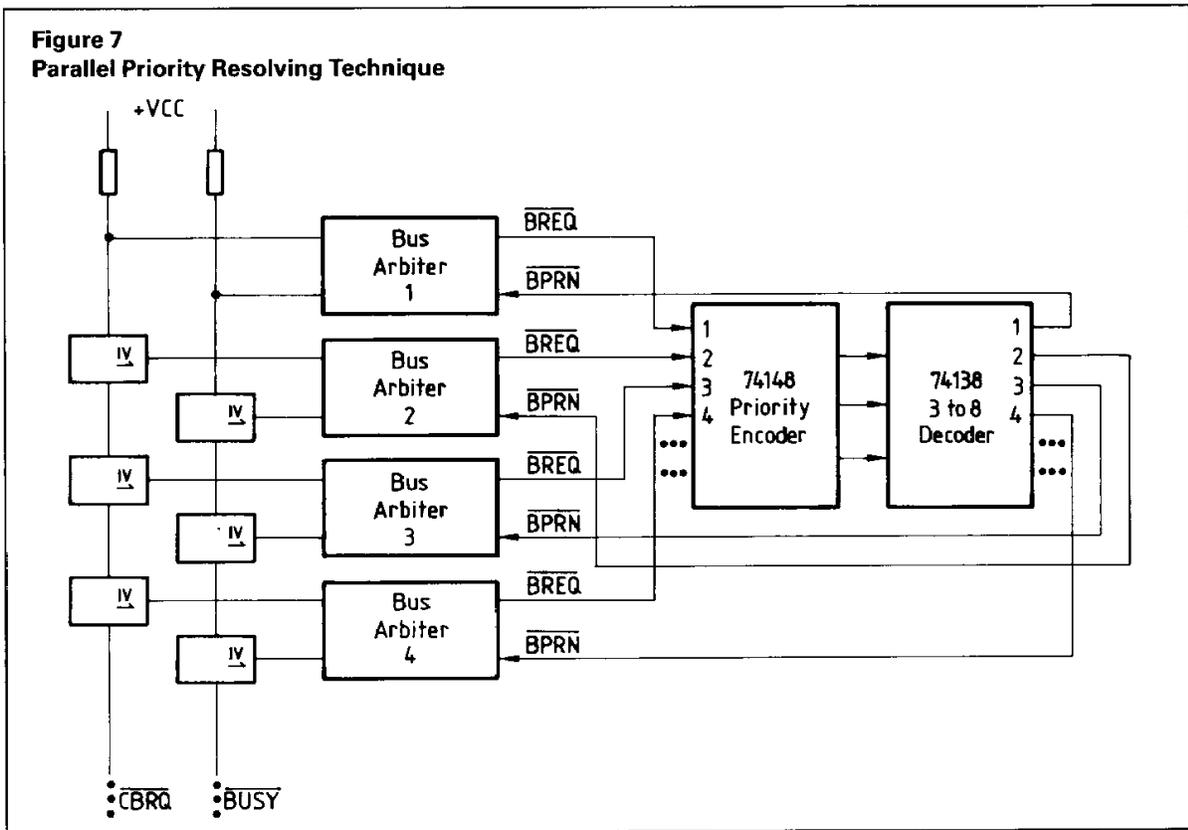 Figure 7
Parallel Priority Resolving Technique
+VCC
Bus
Arbiter
1
BREQ
BPRN
Bus
Arbiter
2
BREQ
BPRN
Bus
Arbiter
3
BREQ
BPRN
Bus
Arbiter
4
BREQ
BPRN
1
2
3
4
74148
Priority
Encoder
74138
3 to 8
Decoder
1
2
3
4
CBRQ
BUSY